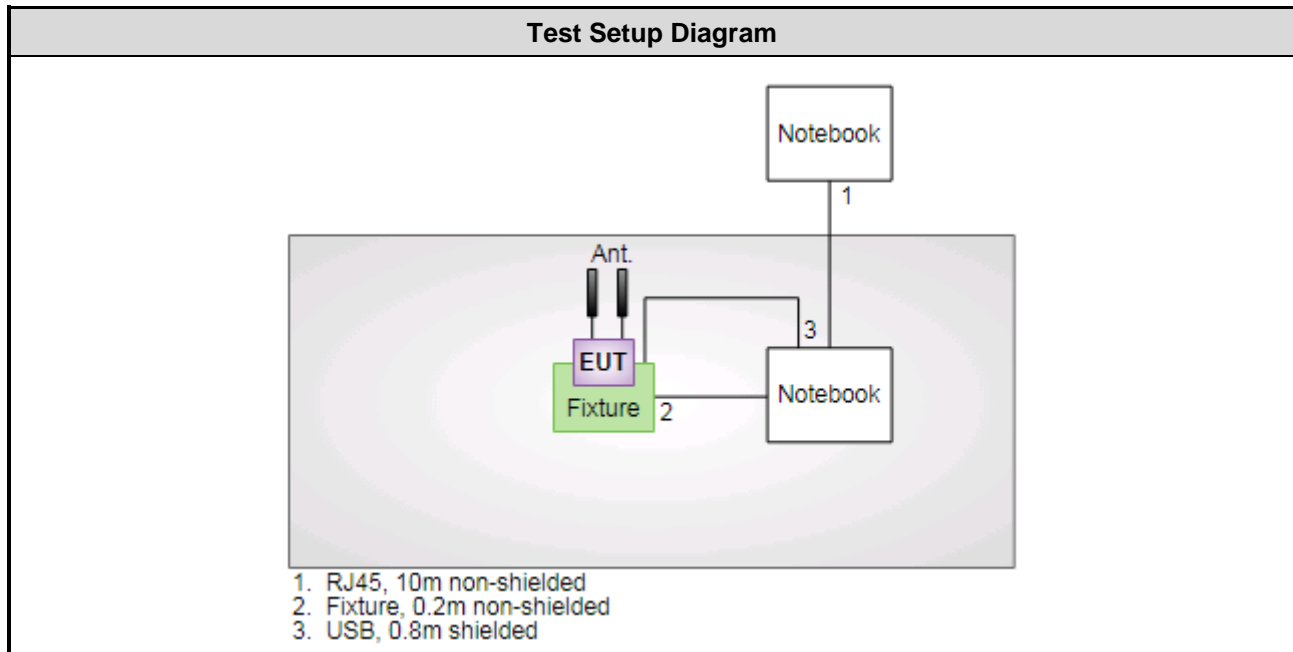 Test Setup Diagram
Notebook
1
Ant.
3
EUT
Notebook
Fixture 2
1. RJ45, 10m non-shielded
2. Fixture, 0.2m non-shielded
3. USB, 0.8m shielded